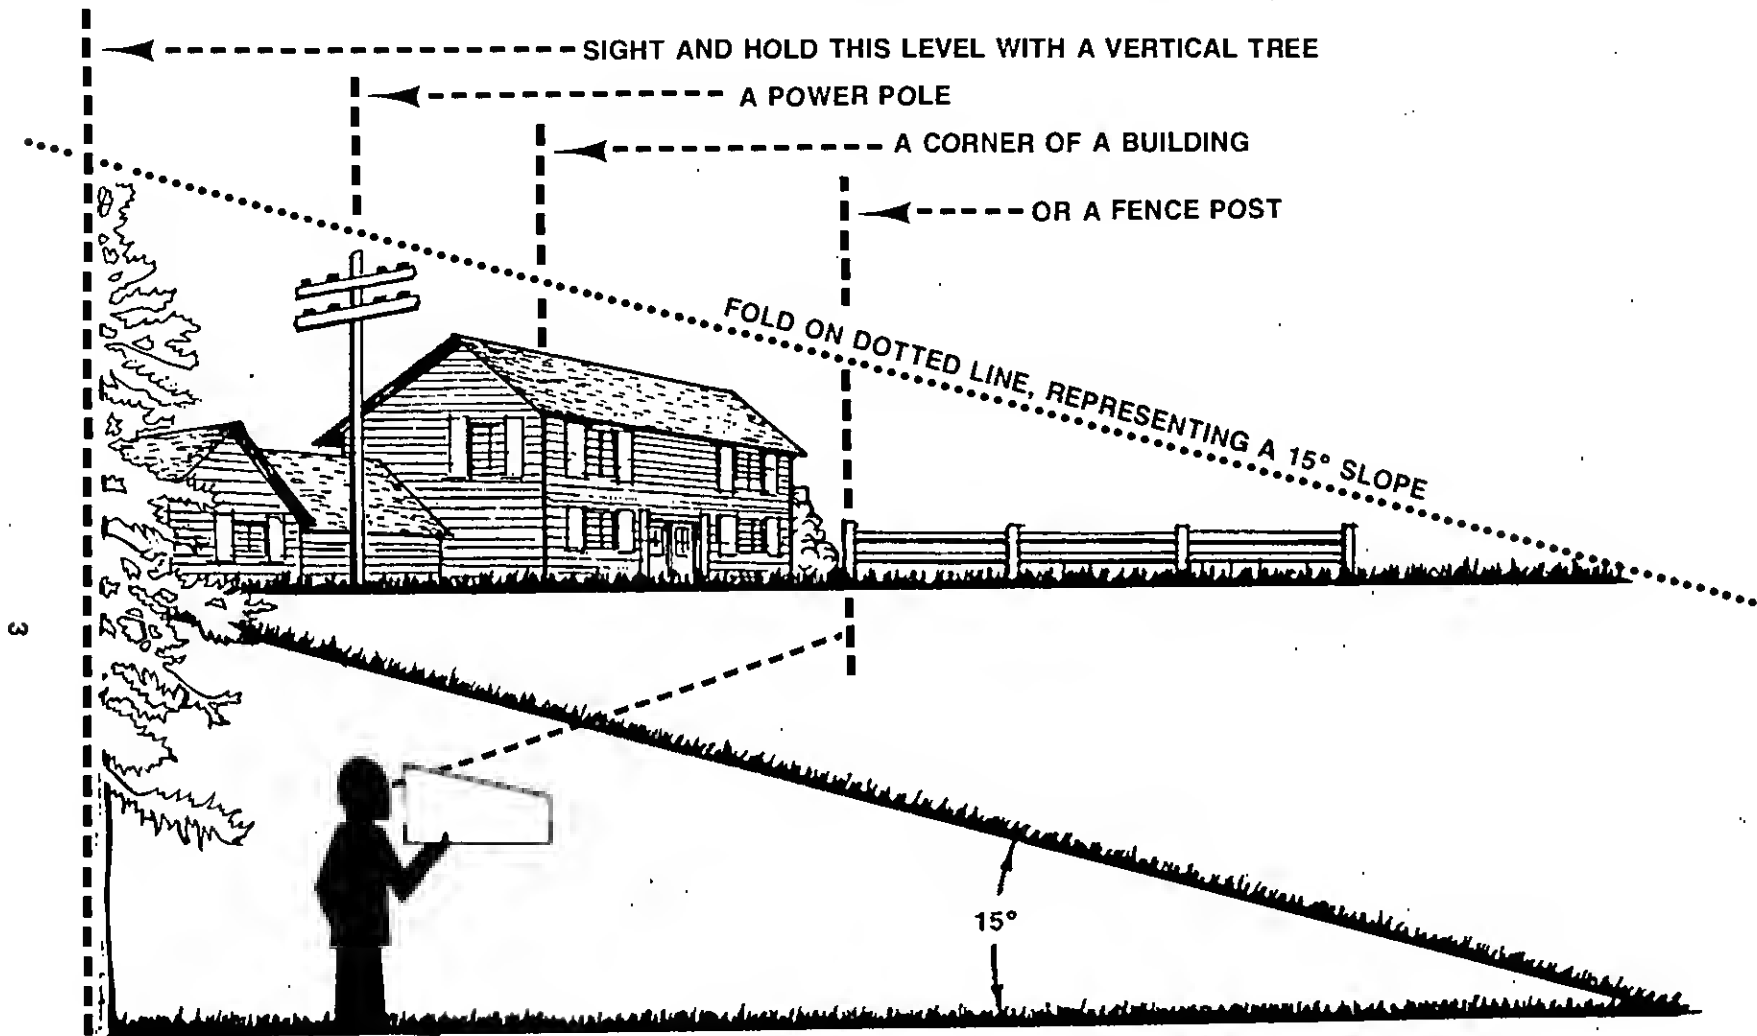 SIGHT AND HOLD THIS LEVEL WITH A VERTICAL TREE
A POWER POLE
A CORNER OF A BUILDING
OR A FENCE POST
FOLD ON DOTTED LINE, REPRESENTING A 15° SLOPE
3
15°